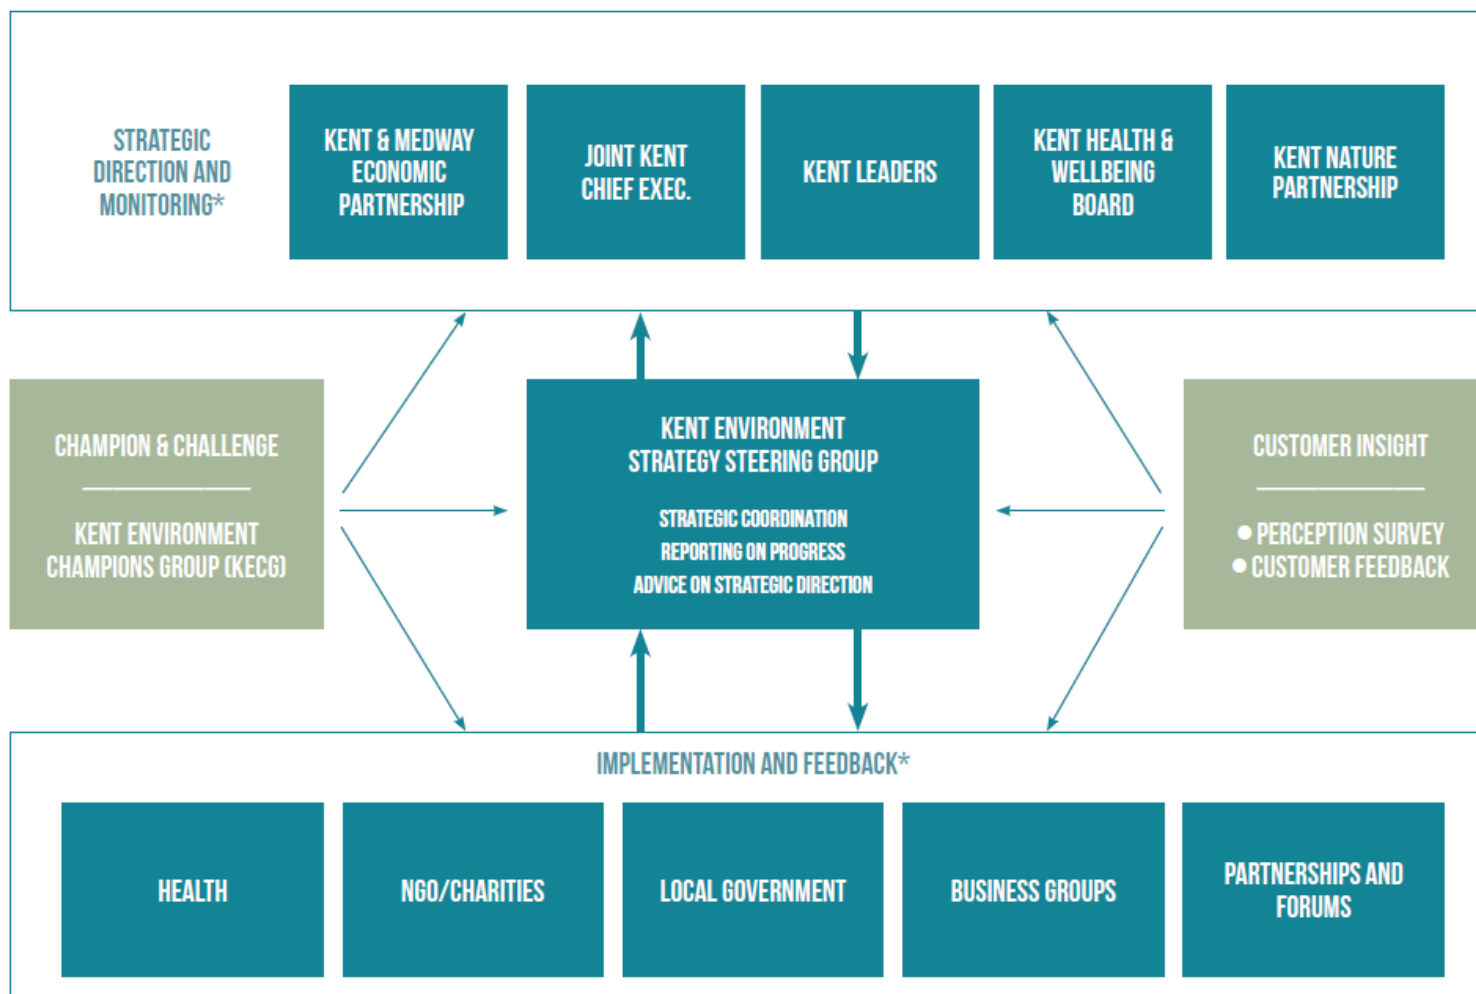 STRATEGIC
DIRECTION AND
MONITORING*
KENT & MEDWAY
ECONOMIC
PARTNERSHIP
JOINT KENT
CHIEF EXEC.
KENT LEADERS
KENT HEALTH &
WELLBEING
BOARD
KENT NATURE
PARTNERSHIP
CHAMPION & CHALLENGE
KENT ENVIRONMENT
CHAMPIONS GROUP (KECG)
KENT ENVIRONMENT
STRATEGY STEERING GROUP
STRATEGIC COORDINATION
REPORTING ON PROGRESS
ADVICE ON STRATEGIC DIRECTION
CUSTOMER INSIGHT
● PERCEPTION SURVEY
● CUSTOMER FEEDBACK
IMPLEMENTATION AND FEEDBACK*
HEALTH
NGO/CHARITIES
LOCAL GOVERNMENT
BUSINESS GROUPS
PARTNERSHIPS AND
FORUMS